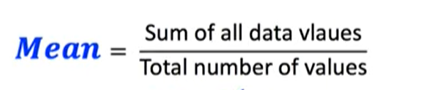 Sum of all data vlaues
Mean =
Total number of values